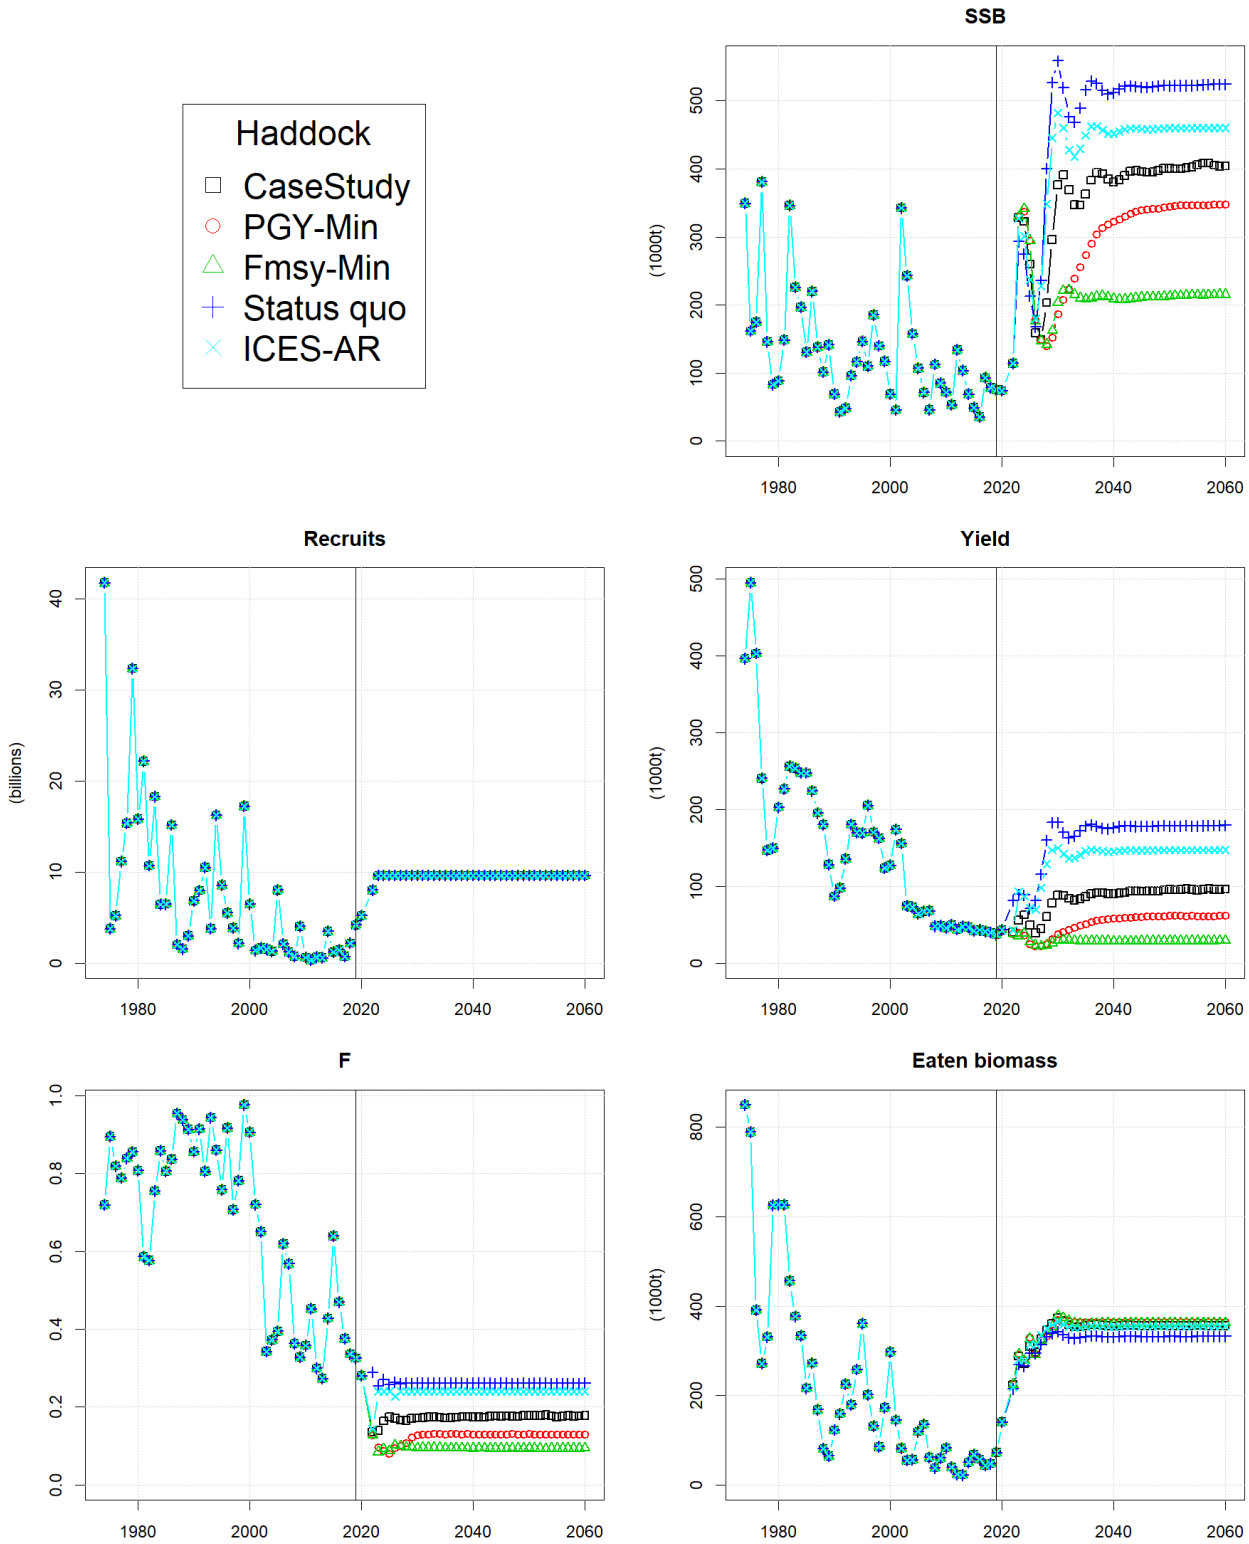 SSB
Haddock
CaseStudy
PGY-Min
Fmsy-Min
Status quo
ICES-AR
(1000t)
0 100 200 300 400 500
1980 2000 2020 2040 2060
Recruits
(billions)
0 10 20 30 40
1980 2000 2020 2040 2060
Yield
(1000t)
0 100 200 300 400 500
1980 2000 2020 2040 2060
F
0.0 0.2 0.4 0.6 0.8 1.0
1980 2000 2020 2040 2060
Eaten biomass
(1000t)
0 200 400 600 800
1980 2000 2020 2040 2060